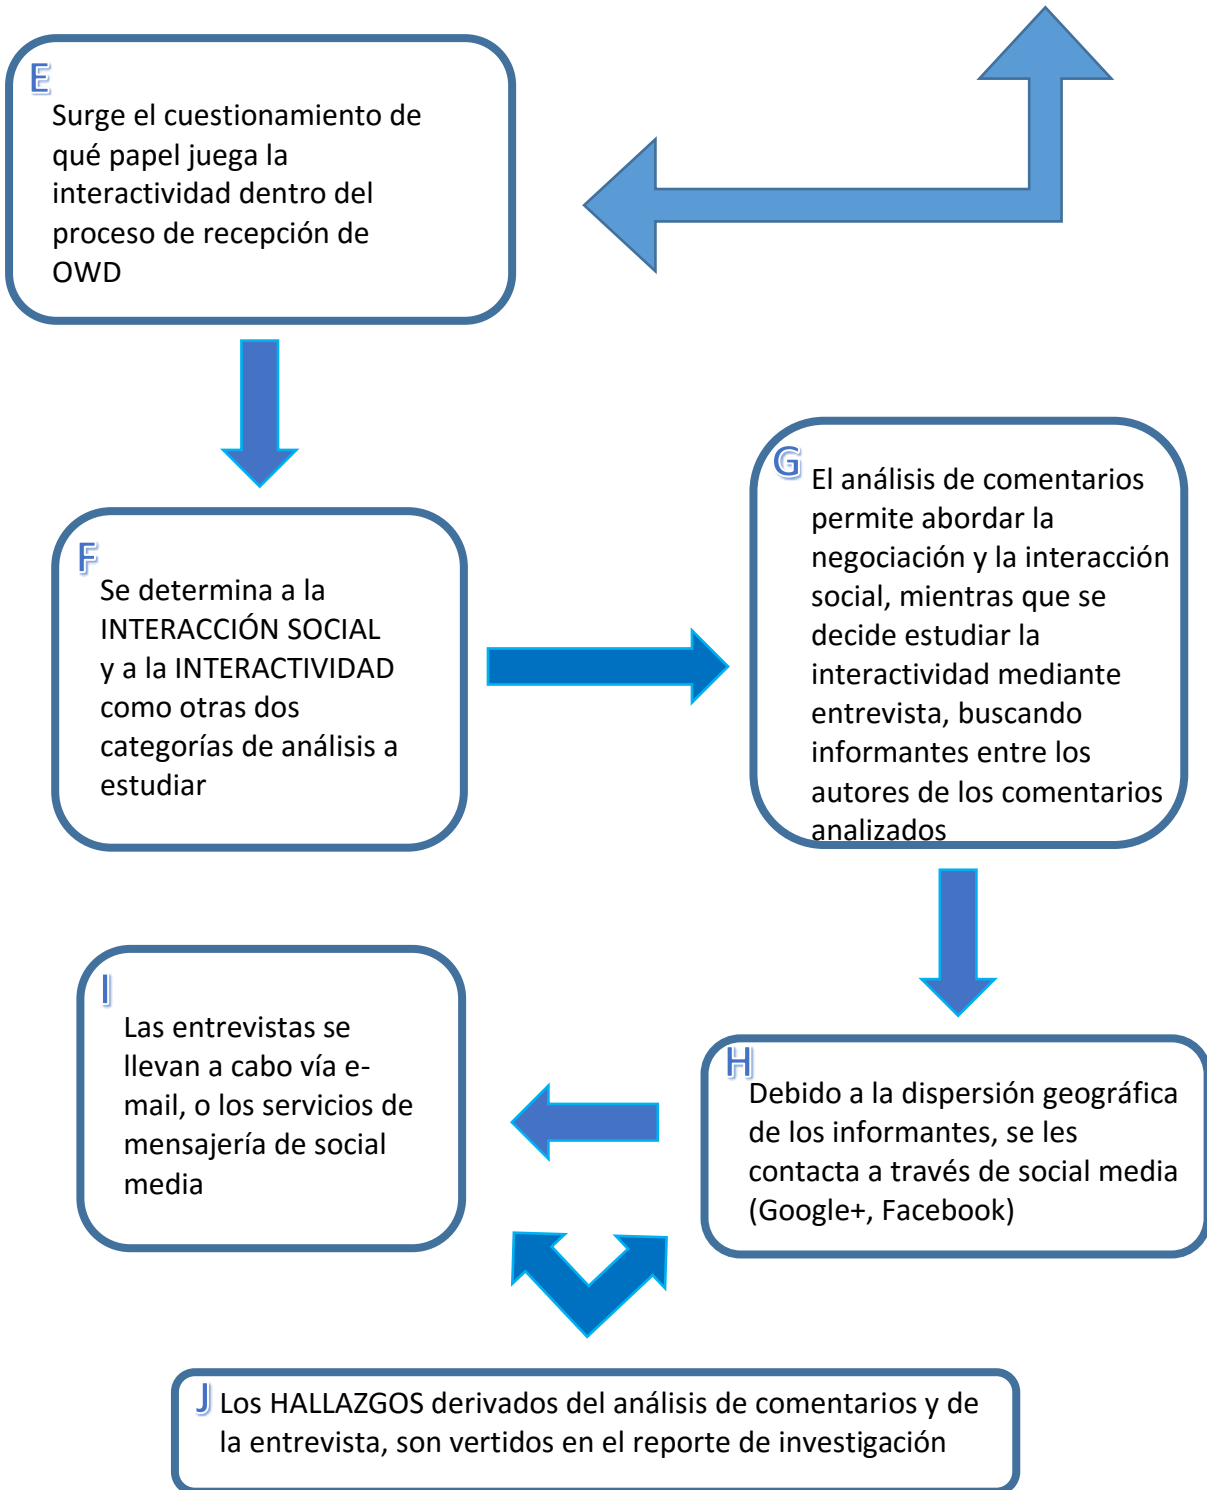 E
Surge el cuestionamiento de
qué papel juega la
interactividad dentro del
proceso de recepción de
OWD
F
Se determina a la
INTERACCIÓN SOCIAL
y a la INTERACTIVIDAD
como otras dos
categorías de análisis a
estudiar
G
El análisis de comentarios
permite abordar la
negociación y la interacción
social, mientras que se
decide estudiar la
interactividad mediante
entrevista, buscando
informantes entre los
autores de los comentarios
analizados
H
Debido a la dispersión geográfica
de los informantes, se les
contacta a través de social media
(Google+, Facebook)
I
Las entrevistas se
llevan a cabo vía e-
mail, o los servicios de
mensajería de social
media
J
Los HALLAZGOS derivados del análisis de comentarios y de
la entrevista, son vertidos en el reporte de investigación